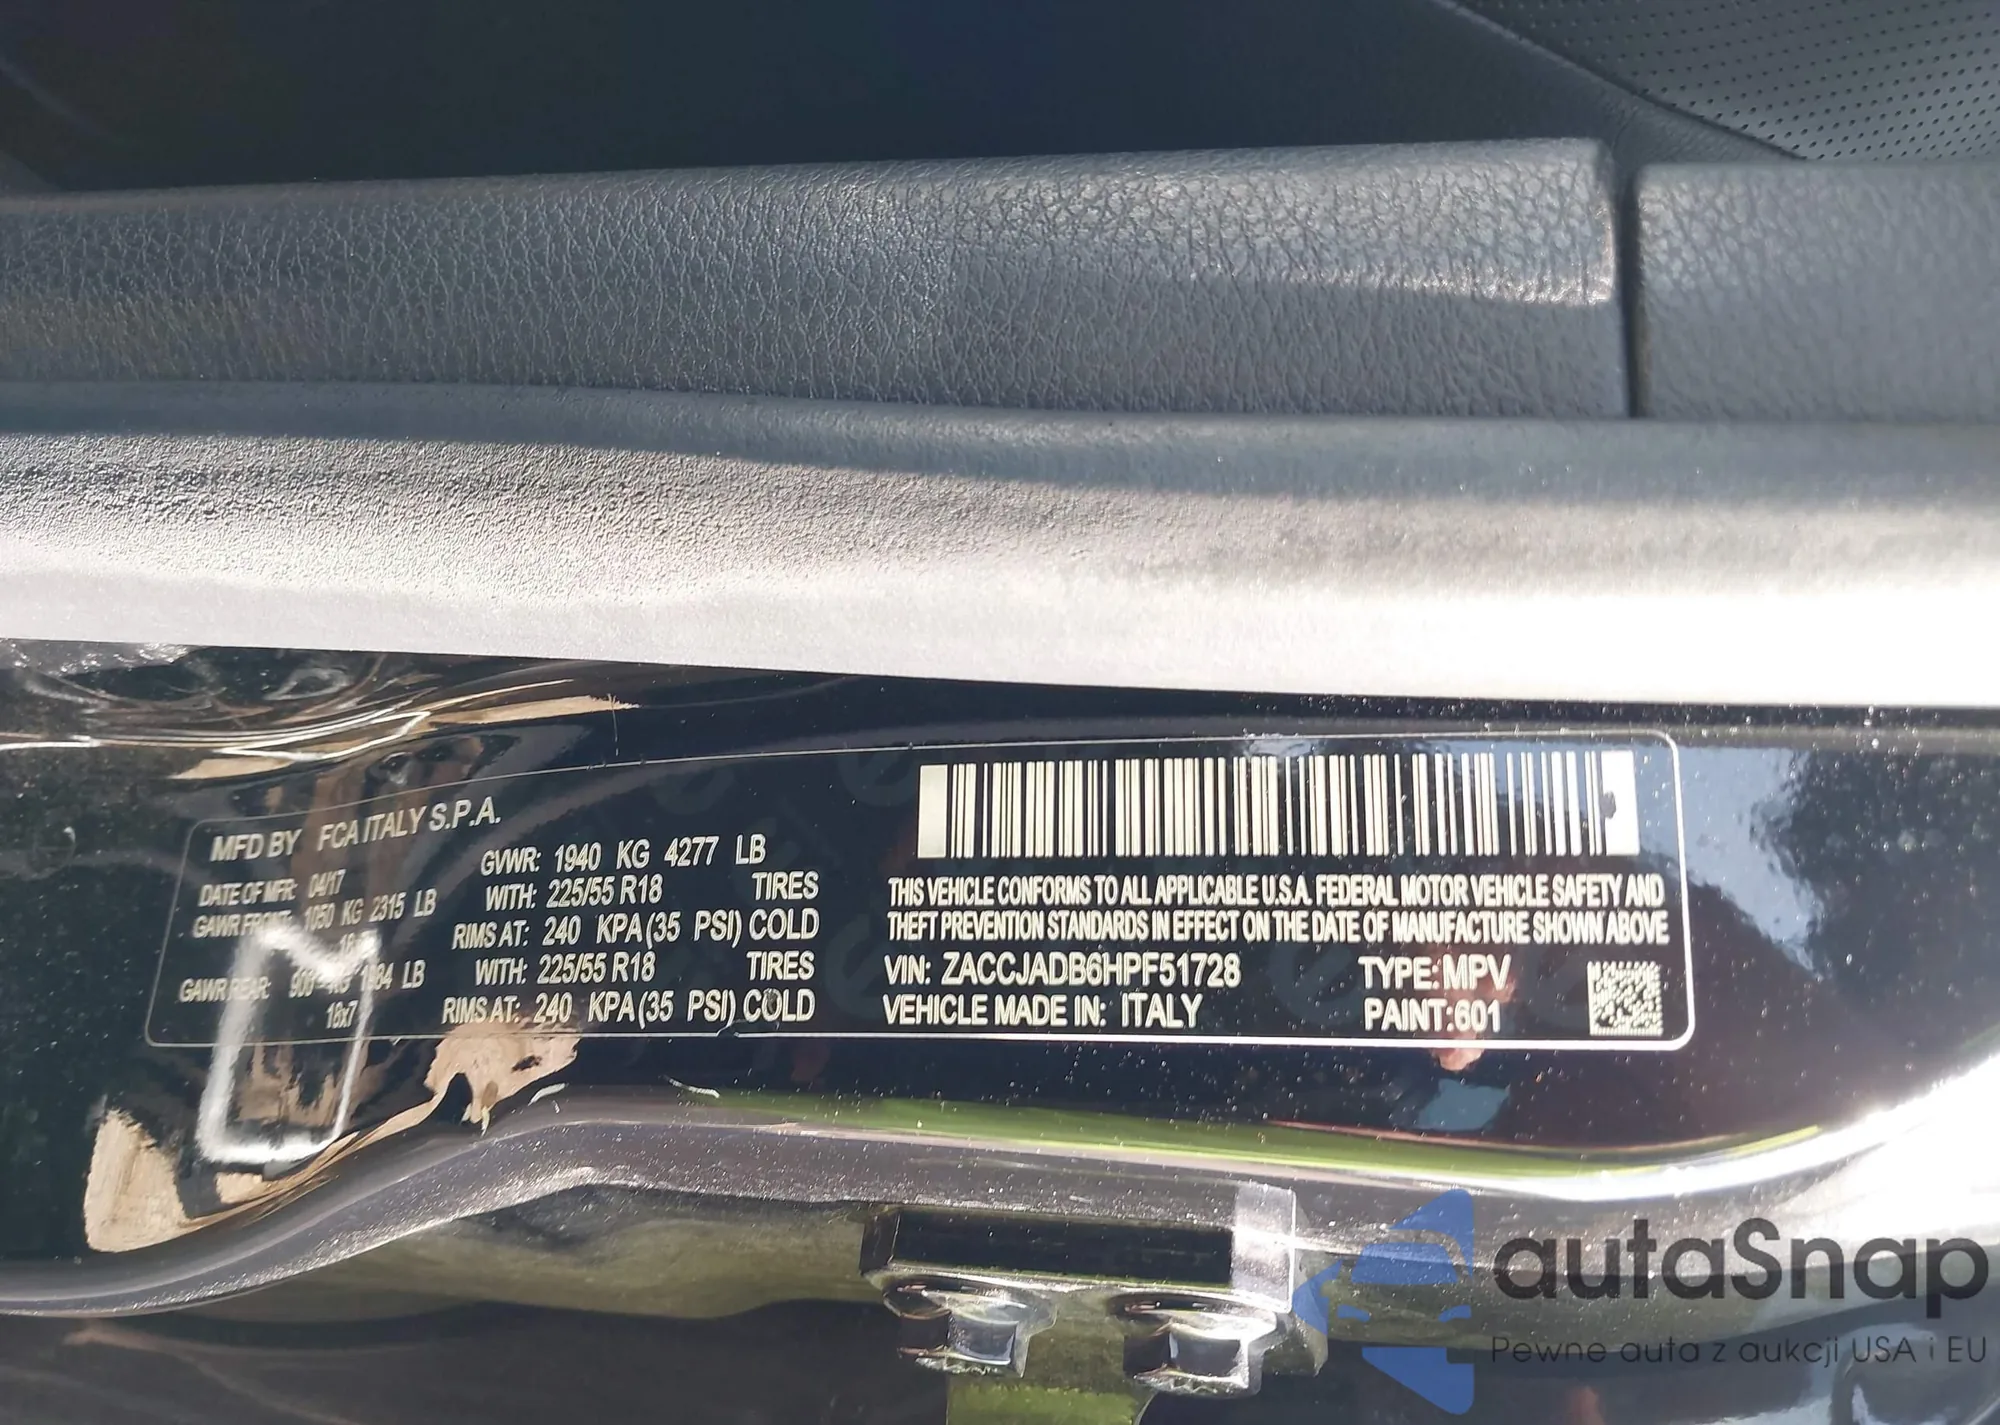 MFD BY FCA ITALY S.P.A.
DATE OF MFR: 04/17
GAWR FRONT: 1050 KG 2315 LB
GAWR REAR: KG LB
18x7
GVWR: 1940 KG 4277 LB
WITH: 225/55 R18 TIRES
RIMS AT: 240 KPA (35 PSI) COLD
WITH: 225/55 R18 TIRES
RIMS AT: 240 KPA (35 PSI) COLD
THIS VEHICLE CONFORMS TO ALL APPLICABLE U.S.A. FEDERAL MOTOR VEHICLE SAFETY AND
THEFT PREVENTION STANDARDS IN EFFECT ON THE DATE OF MANUFACTURE SHOWN ABOVE
VIN: ZACCJADB6HPF51728 TYPE: MPV
VEHICLE MADE IN: ITALY PAINT: 601
autaSnap
Pewne auta z aukcji USA i EU